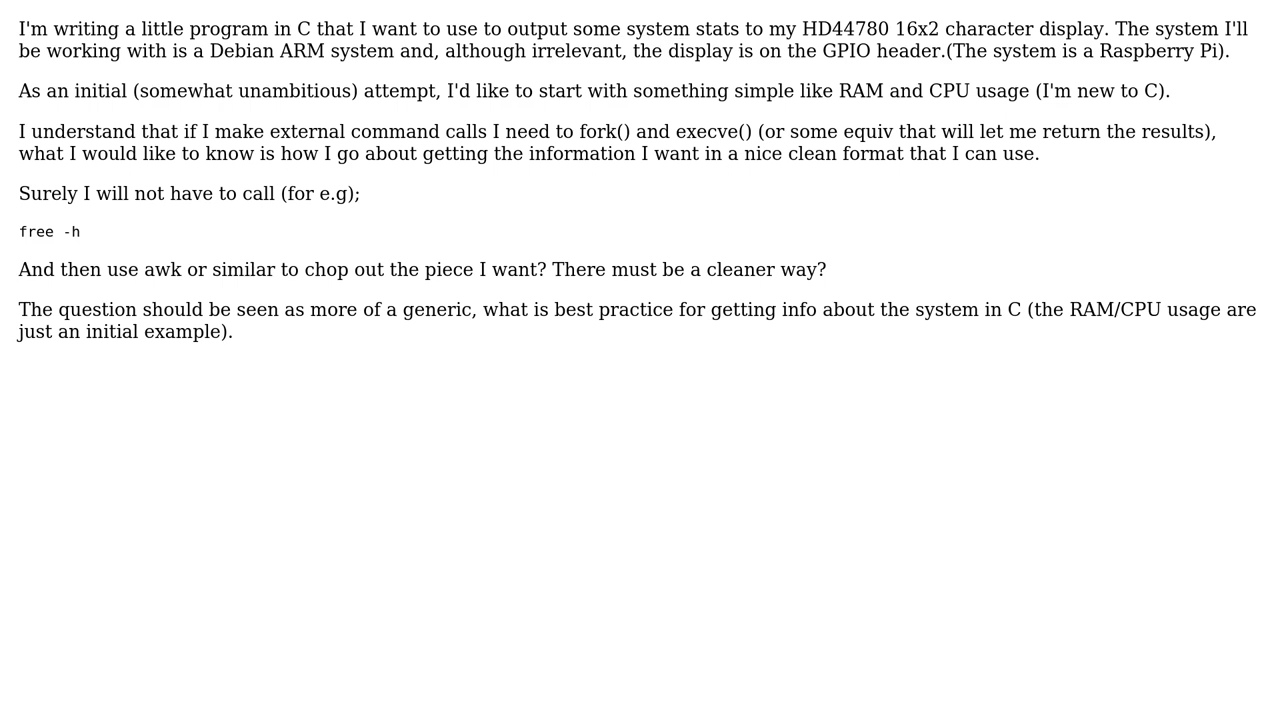 I'm writing a little program in C that I want to use to output some system stats to my HD44780 16x2 character display. The system I'll
be working with is a Debian ARM system and, although irrelevant, the display is on the GPIO header.(The system is a Raspberry Pi).
As an initial (somewhat unambitious) attempt, I'd like to start with something simple like RAM and CPU usage (I'm new to C).
I understand that if I make external command calls I need to fork() and execve() (or some equiv that will let me return the results),
what I would like to know is how I go about getting the information I want in a nice clean format that I can use.
Surely I will not have to call (for e.g);
free -h
And then use awk or similar to chop out the piece I want? There must be a cleaner way?
The question should be seen as more of a generic, what is best practice for getting info about the system in C (the RAM/CPU usage are
just an initial example).